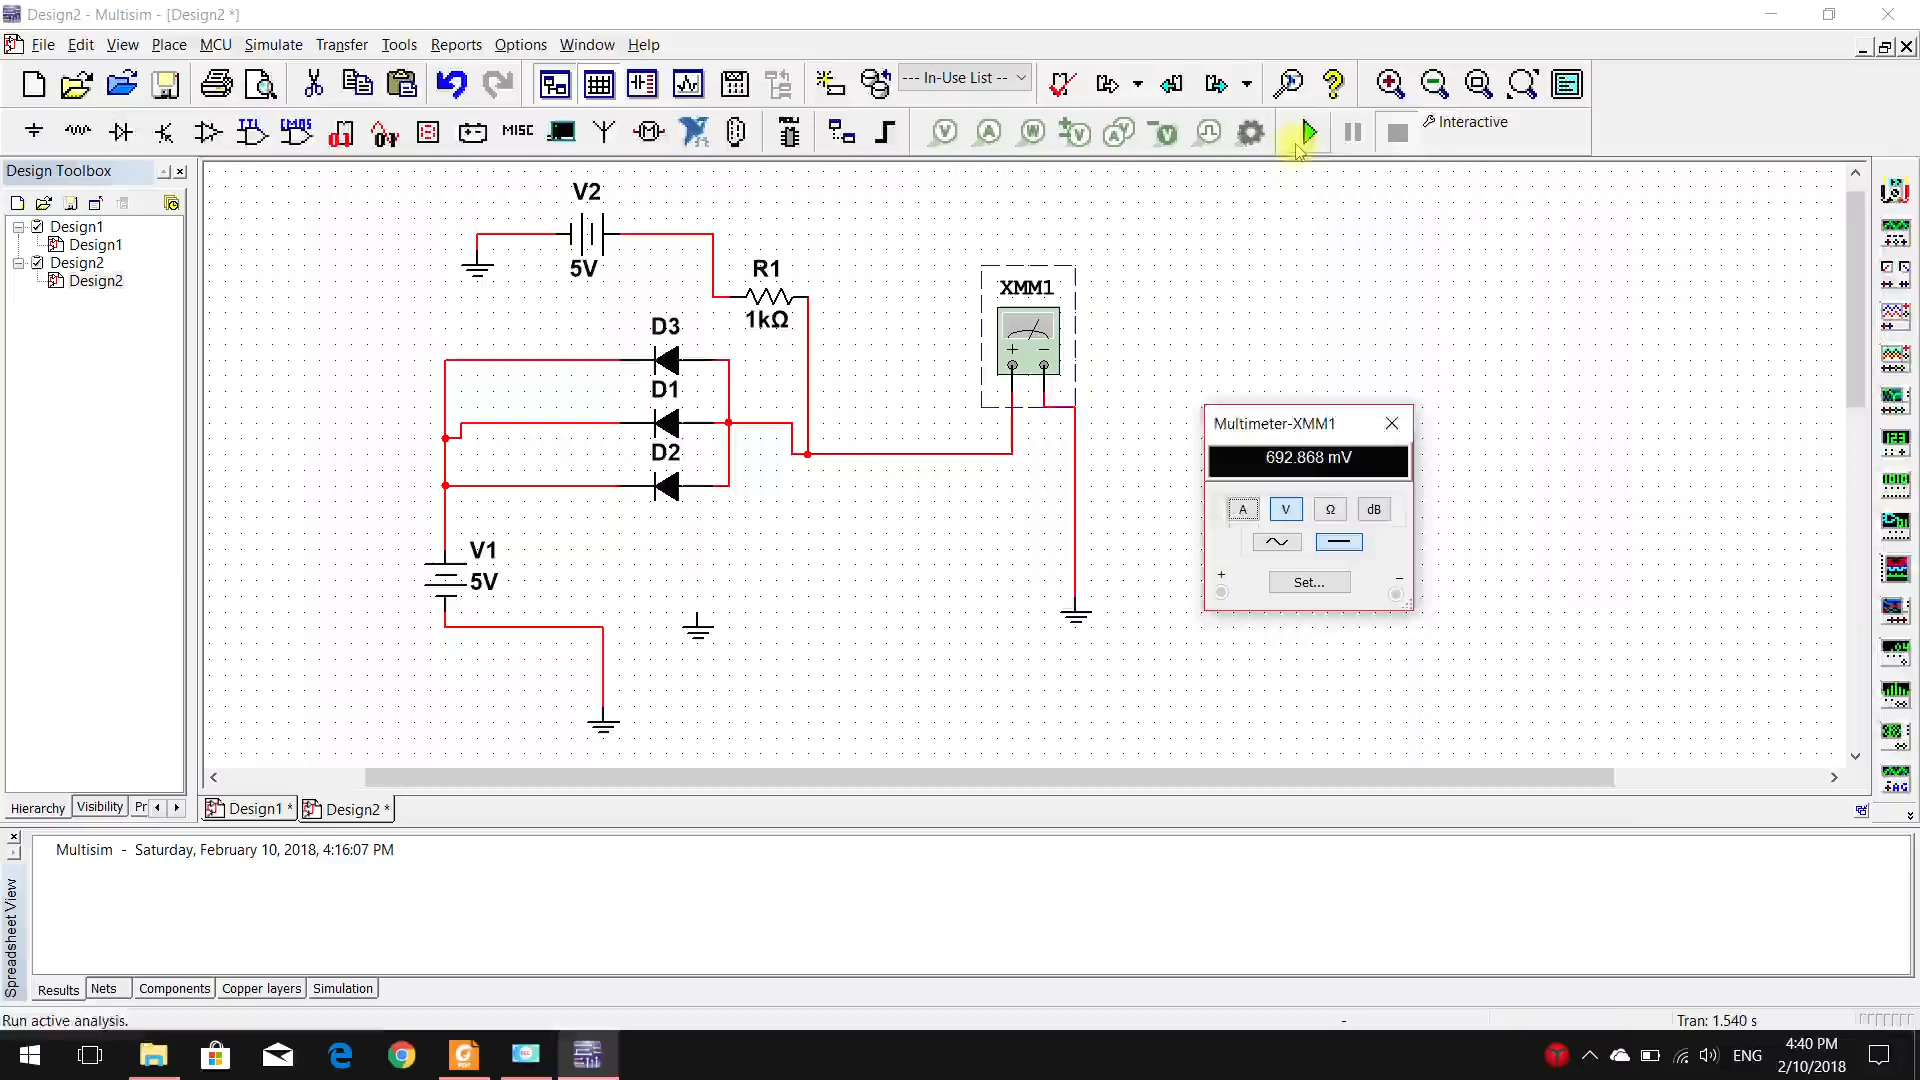 Design2 - Multisim - [Design2 *]
File Edit View Place MCU Simulate Transfer Tools Reports Options Window Help
--- In-Use List --
TTL CMOS MISC Interactive
Design Toolbox
Design1
Design1
Design2
Design2
V2
5V
R1
1kΩ
D3
D1
D2
V1
5V
XMM1
+ −
Multimeter-XMM1
692.868 mV
A V Ω dB
+ −
Set...
Hierarchy Visibility Pr
Design1 * Design2 *
Multisim - Saturday, February 10, 2018, 4:16:07 PM
Spreadsheet View
Results Nets Components Copper layers Simulation
Run active analysis.
-
Tran: 1.540 s
ENG
4:40 PM
2/10/2018